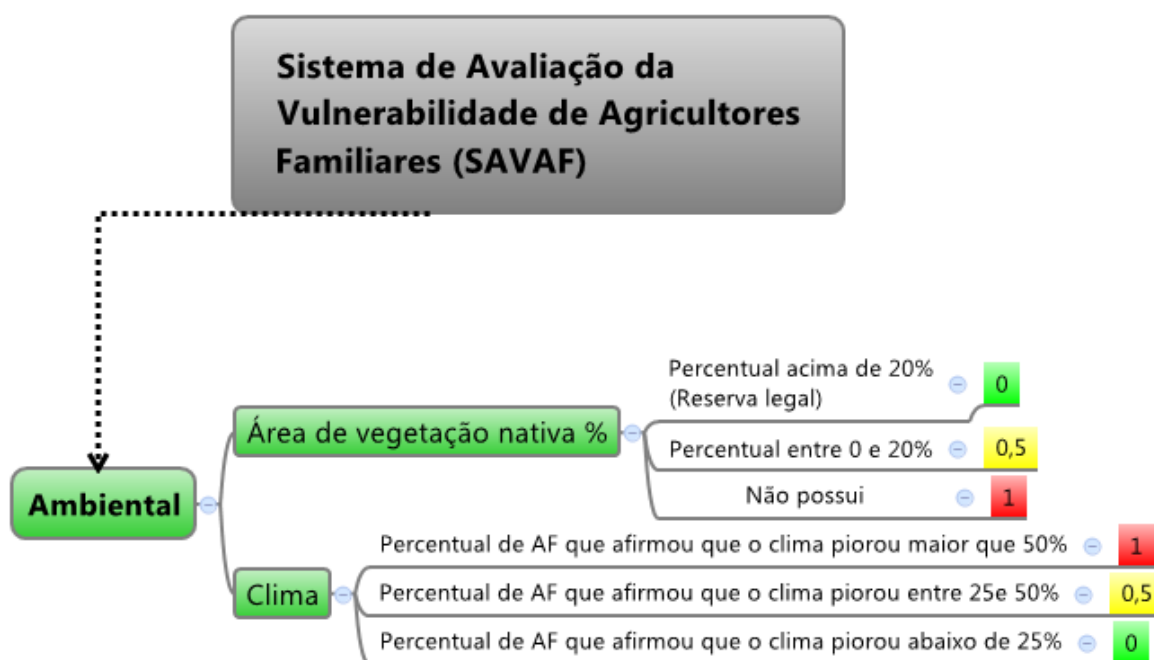 Sistema de Avaliação da
Vulnerabilidade de Agricultores
Familiares (SAVAF)
Percentual acima de 20%
(Reserva legal)
0
Área de vegetação nativa %
Percentual entre 0 e 20%
0,5
Não possui
1
Ambiental
Percentual de AF que afirmou que o clima piorou maior que 50%
1
Clima
Percentual de AF que afirmou que o clima piorou entre 25e 50%
0,5
Percentual de AF que afirmou que o clima piorou abaixo de 25%
0